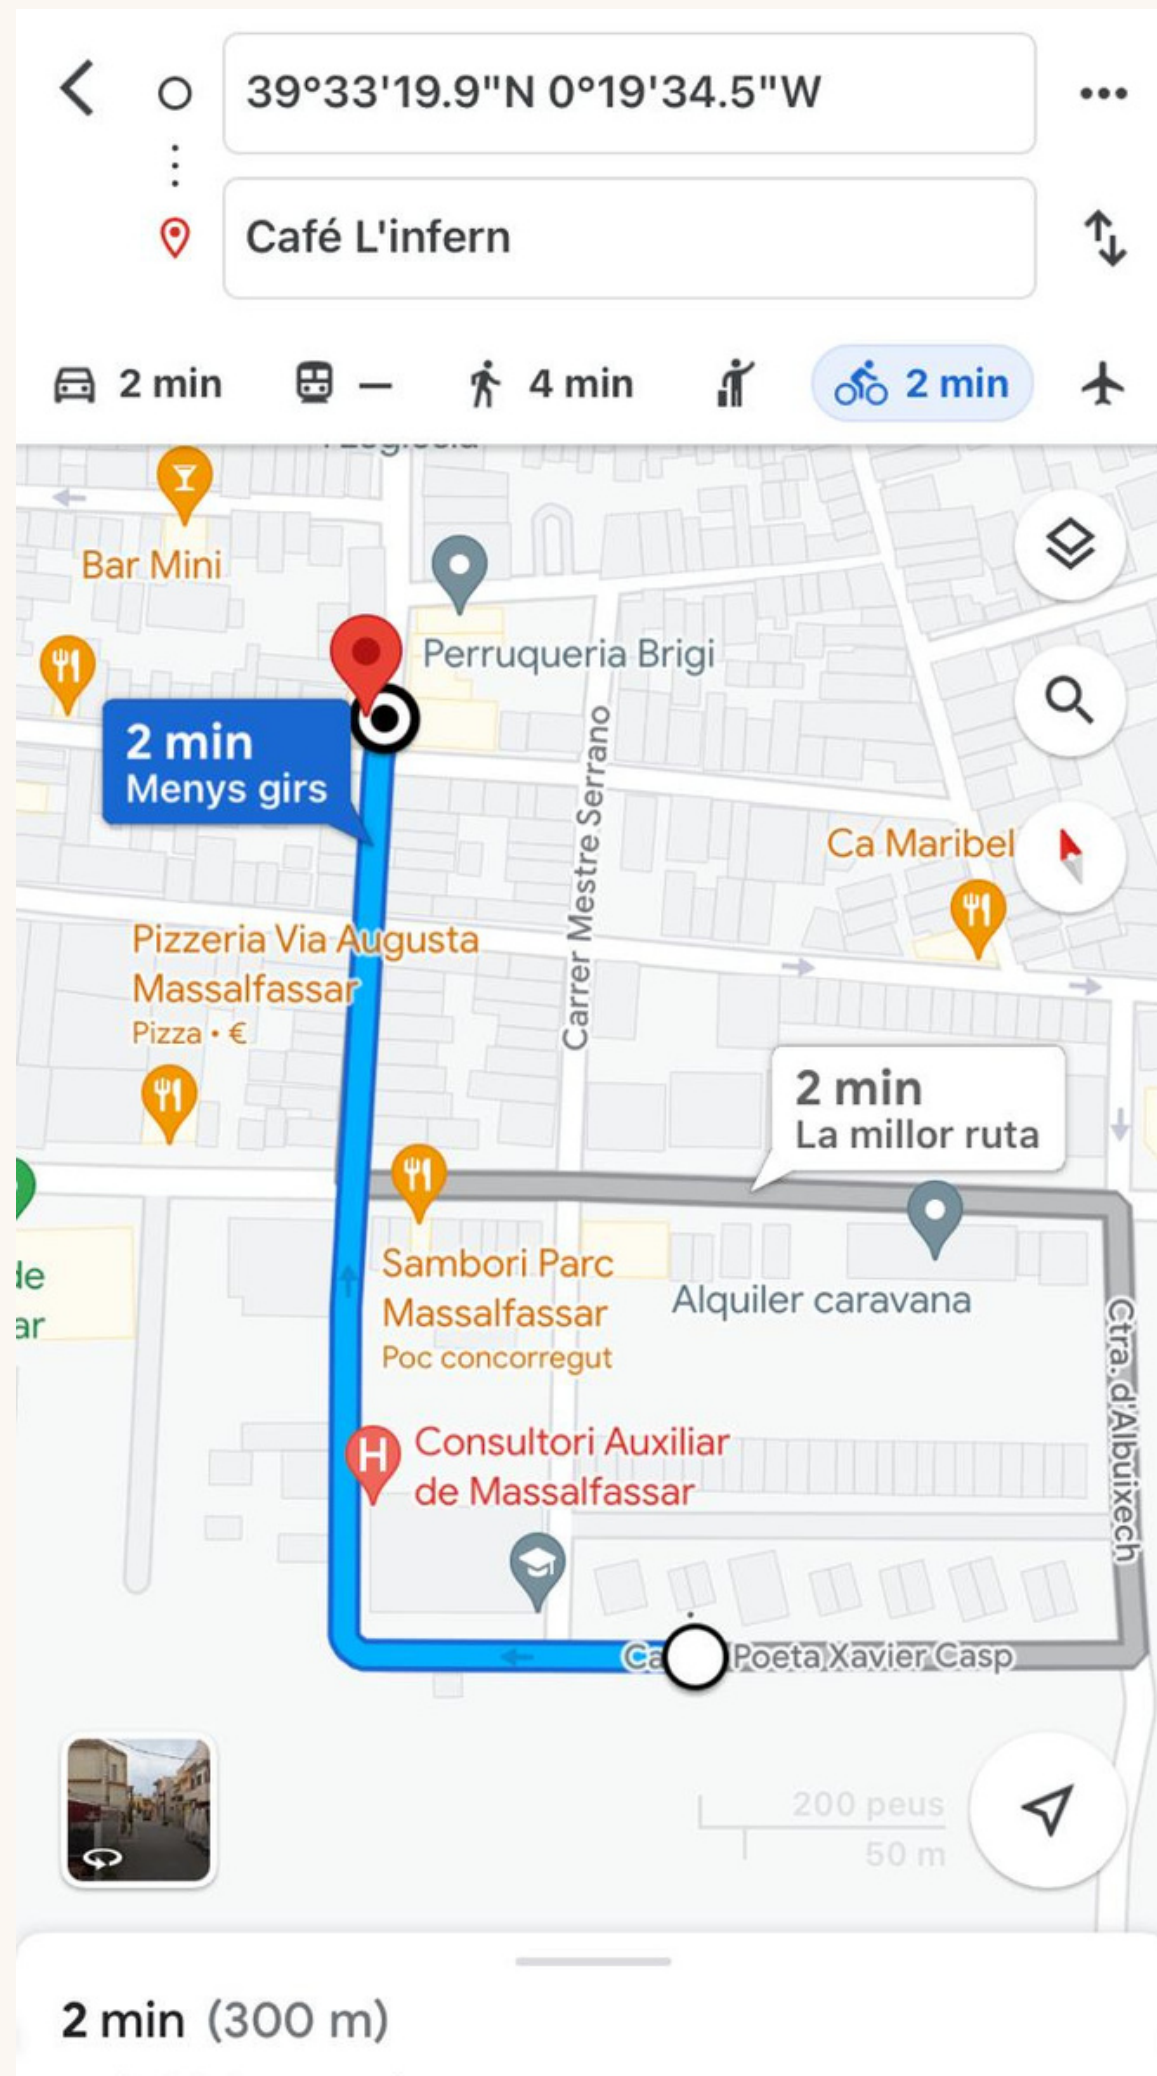 39°33'19.9"N 0°19'34.5"W
Café L'infern
2 min
4 min
2 min
Bar Mini
Perruqueria Brigi
2 min
Menys girs
Carrer Mestre Serrano
Ca Maribel
Pizzeria Via Augusta
Massalfassar
Pizza • €
2 min
La millor ruta
Sambori Parc
Massalfassar
Poc concorregut
Alquiler caravana
de
ar
Ctra. d'Albuixech
Consultori Auxiliar
de Massalfassar
H
Poeta Xavier Casp
200 peus
50 m
2 min (300 m)